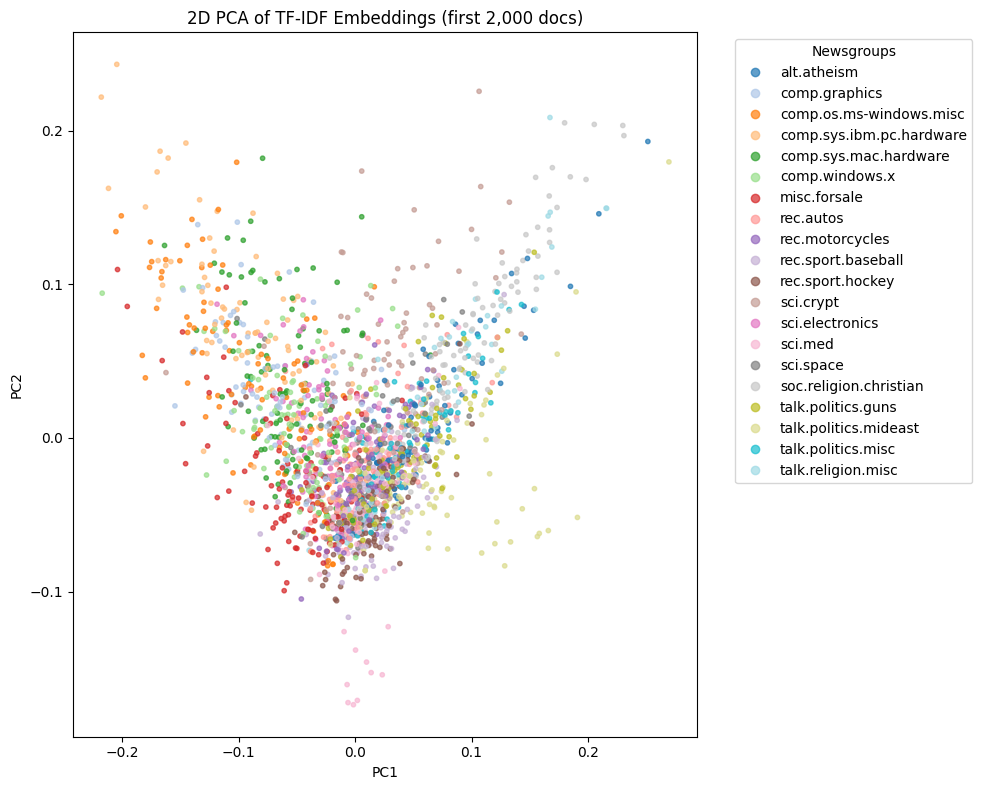 2D PCA of TF-IDF Embeddings (first 2,000 docs)
Newsgroups
alt.atheism
comp.graphics
comp.os.ms-windows.misc
comp.sys.ibm.pc.hardware
comp.sys.mac.hardware
comp.windows.x
misc.forsale
rec.autos
rec.motorcycles
rec.sport.baseball
rec.sport.hockey
sci.crypt
sci.electronics
sci.med
sci.space
soc.religion.christian
talk.politics.guns
talk.politics.mideast
talk.politics.misc
talk.religion.misc
PC2
0.2
0.1
0.0
−0.1
−0.2
−0.1
0.0
0.1
0.2
PC1